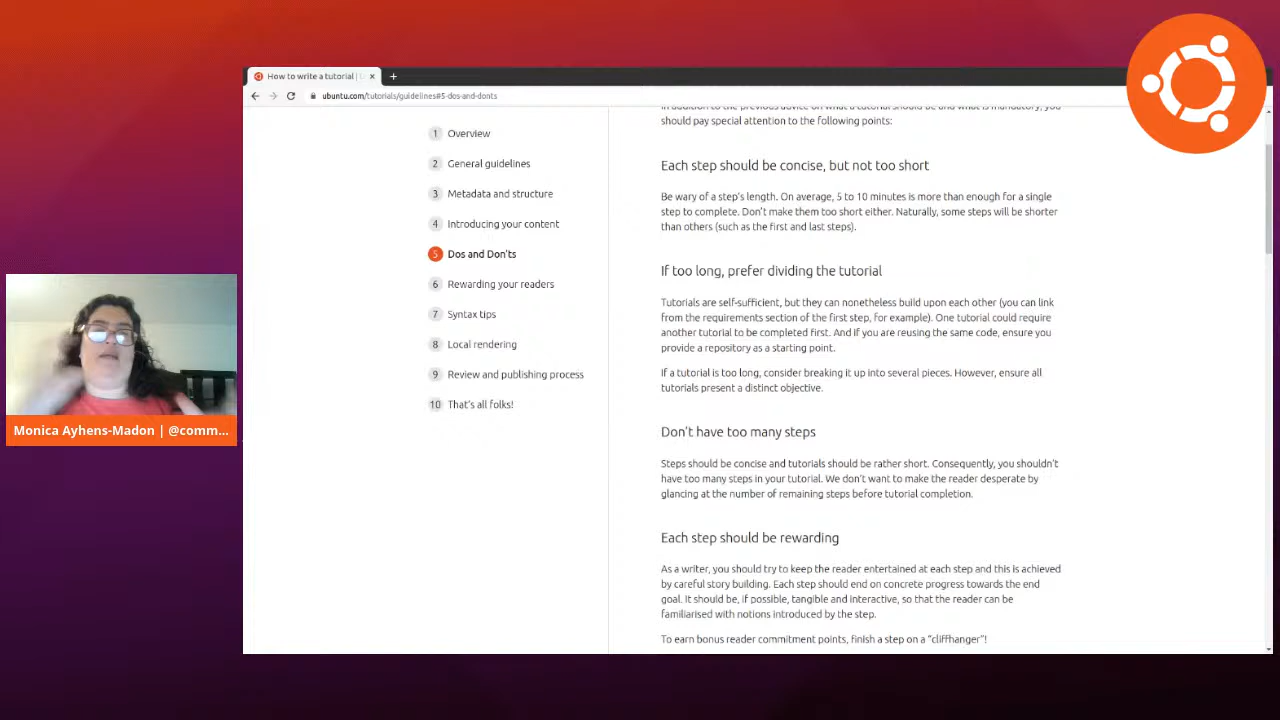 How to write a tutorial |
ubuntu.com/tutorials/guidelines#5-dos-and-donts
1 Overview
2 General guidelines
3 Metadata and structure
4 Introducing your content
5 Dos and Don'ts
6 Rewarding your readers
7 Syntax tips
8 Local rendering
9 Review and publishing process
10 That's all folks!
In addition to the previous advice on what a tutorial should be and what is mandatory, you
should pay special attention to the following points:
Each step should be concise, but not too short
Be wary of a step's length. On average, 5 to 10 minutes is more than enough for a single
step to complete. Don't make them too short either. Naturally, some steps will be shorter
than others (such as the first and last steps).
If too long, prefer dividing the tutorial
Tutorials are self-sufficient, but they can nonetheless build upon each other (you can link
from the requirements section of the first step, for example). One tutorial could require
another tutorial to be completed first. And if you are reusing the same code, ensure you
provide a repository as a starting point.
If a tutorial is too long, consider breaking it up into several pieces. However, ensure all
tutorials present a distinct objective.
Don't have too many steps
Steps should be concise and tutorials should be rather short. Consequently, you shouldn't
have too many steps in your tutorial. We don't want to make the reader desperate by
glancing at the number of remaining steps before tutorial completion.
Each step should be rewarding
As a writer, you should try to keep the reader entertained at each step and this is achieved
by careful story building. Each step should end on concrete progress towards the end
goal. It should be, if possible, tangible and interactive, so that the reader can be
familiarised with notions introduced by the step.
To earn bonus reader commitment points, finish a step on a "cliffhanger"!
Monica Ayhens-Madon | @comm...